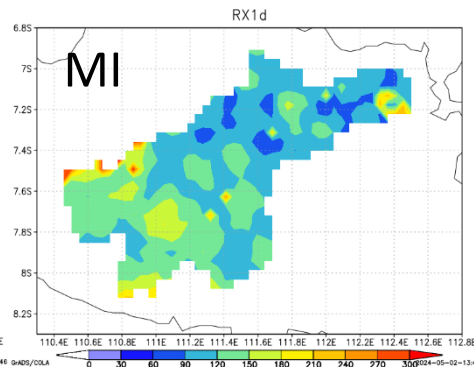 RX1d
MI
6.8S
7S
7.2S
7.4S
7.6S
7.8S
8S
8.2S
110.4E 110.6E 110.8E 111E 111.2E 111.4E 111.6E 111.8E 112E 112.2E 112.4E 112.6E 112.8E
0 30 60 90 120 150 180 210 240 270 300
GrADS/COLA
2024-05-02-13: